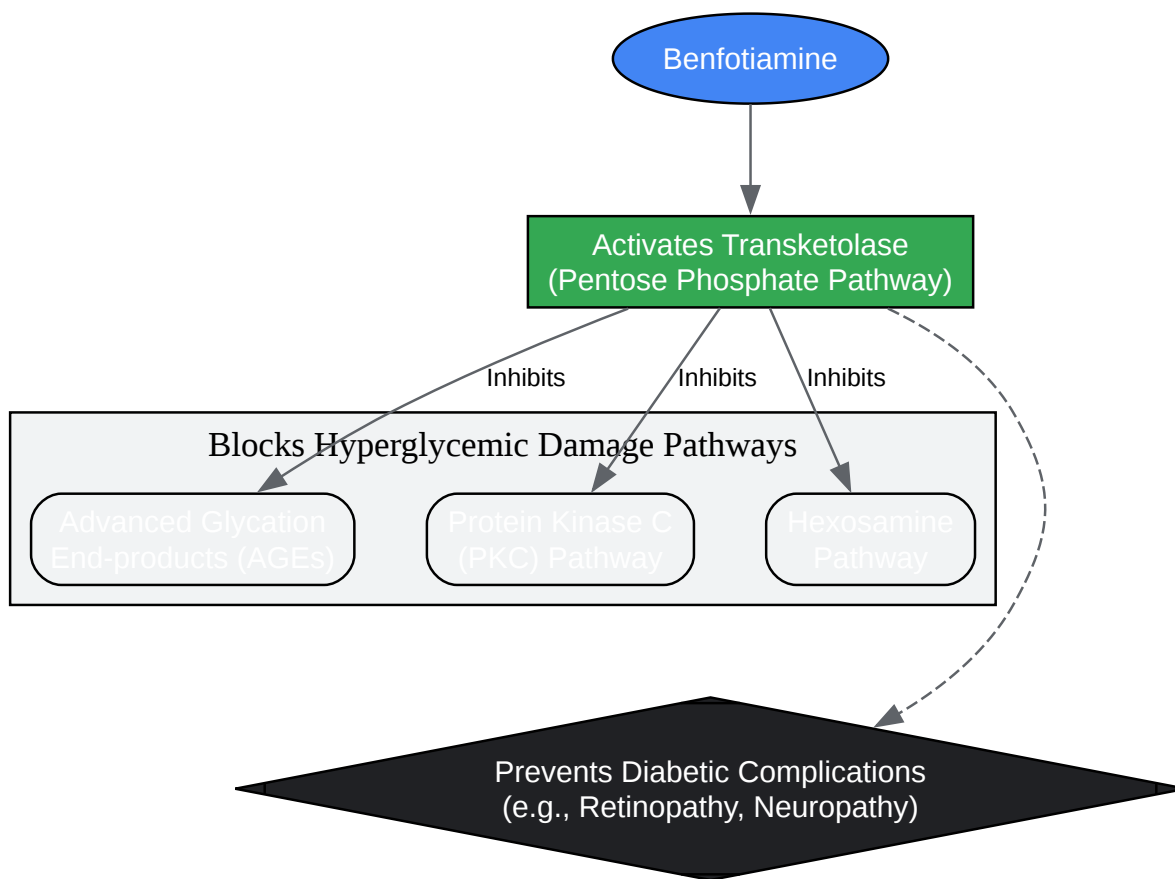 Benfotiamine
Activates Transketolase
(Pentose Phosphate Pathway)
Inhibits
Inhibits
Inhibits
Blocks Hyperglycemic Damage Pathways
Advanced Glycation
End-products (AGEs)
Protein Kinase C
(PKC) Pathway
Hexosamine
Pathway
Prevents Diabetic Complications
(e.g., Retinopathy, Neuropathy)